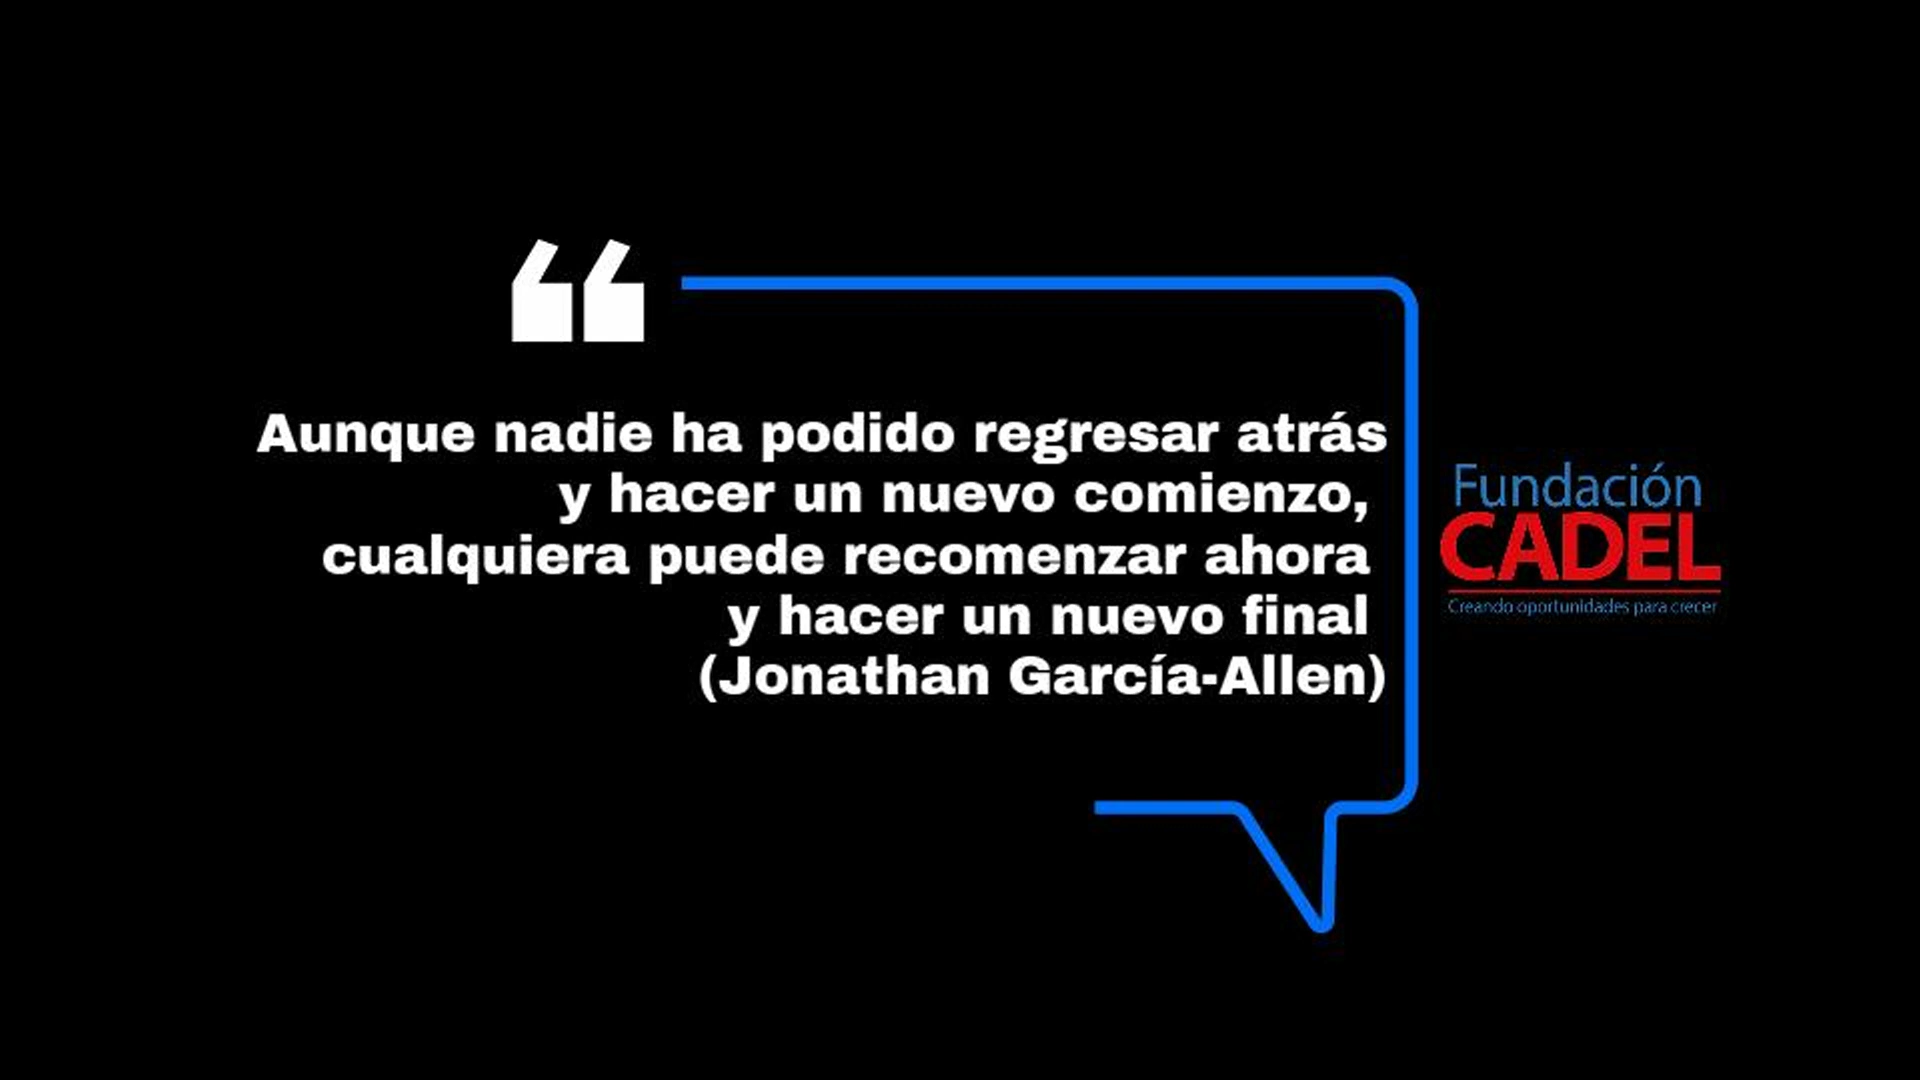 Aunque nadie ha podido regresar atrás
y hacer un nuevo comienzo,
cualquiera puede recomenzar ahora
y hacer un nuevo final
(Jonathan García-Allen)
Fundación
CADEL
Creando oportunidades para crecer